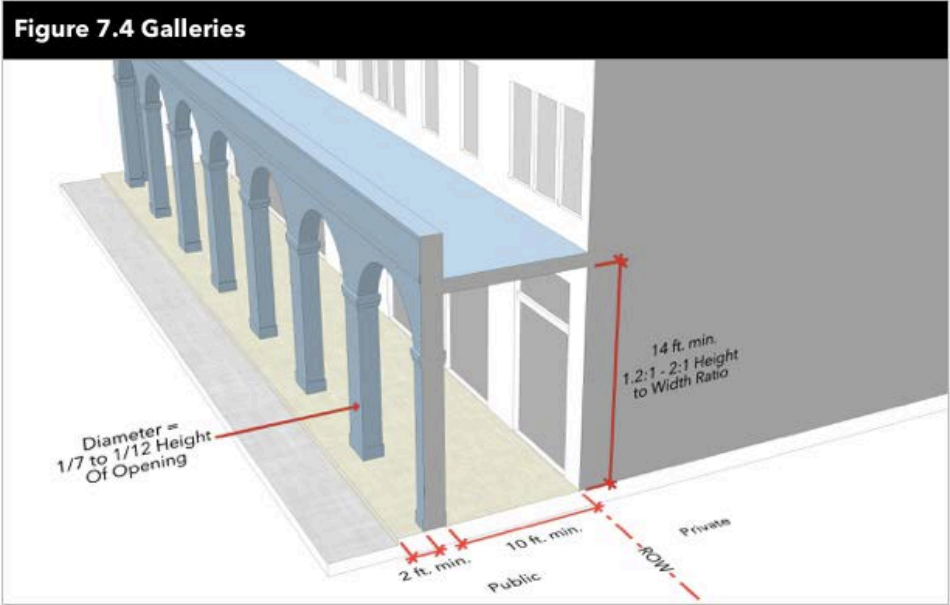 Figure 7.4 Galleries
14 ft. min.
1.2:1 - 2:1 Height
to Width Ratio
Diameter =
1/7 to 1/12 Height
Of Opening
10 ft. min.
2 ft. min.
Private
ROW
Public